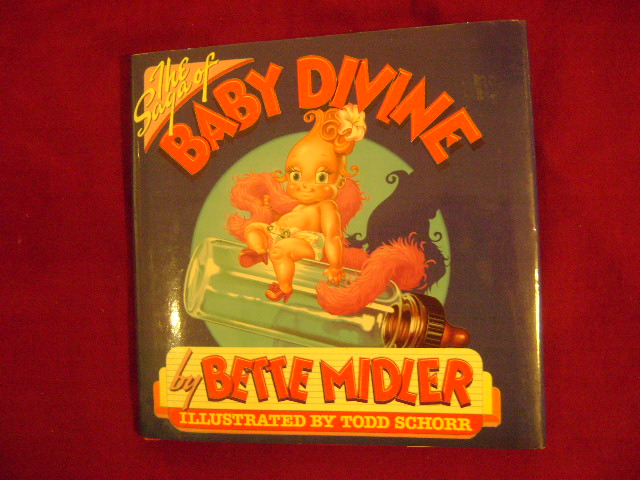 The
Saga of
BABY DIVINE
by BETTE MIDLER
ILLUSTRATED BY TODD SCHORR